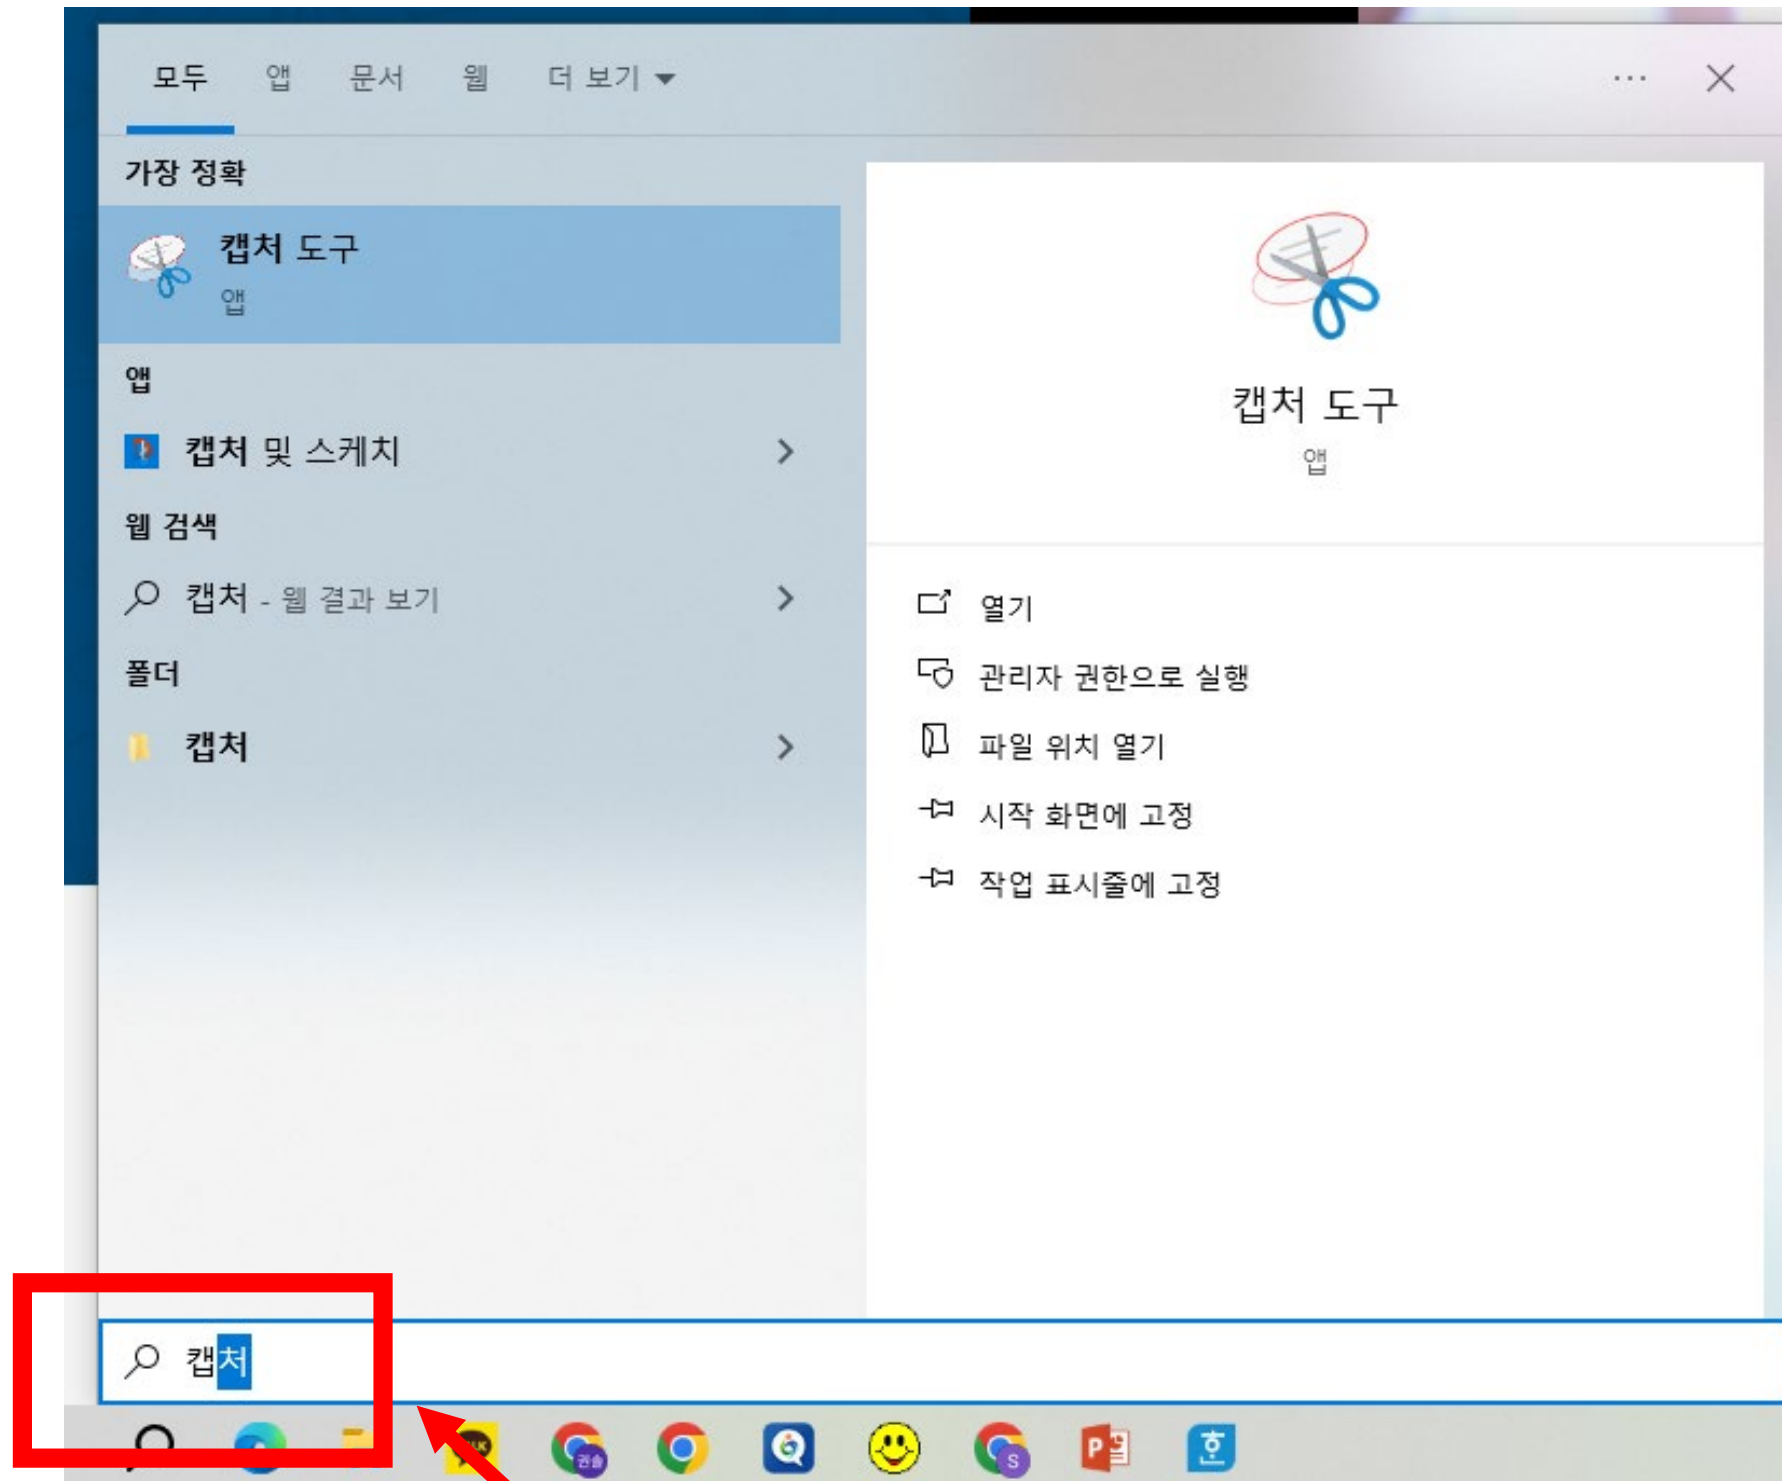 모두 앱 문서 웹 더 보기
가장 정확
캡처 도구
앱
앱
캡처 및 스케치
웹 검색
캡처 - 웹 결과 보기
폴더
캡처
캡처 도구
앱
열기
관리자 권한으로 실행
파일 위치 열기
시작 화면에 고정
작업 표시줄에 고정
캡처
권솔 S P 호